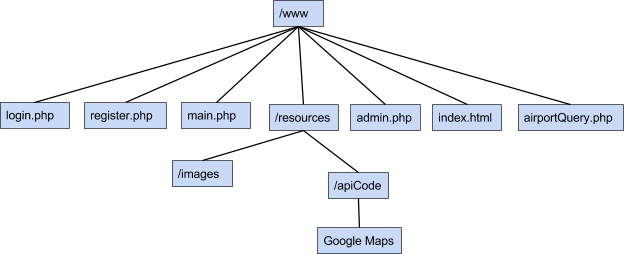 /www
login.php
register.php
main.php
/resources
admin.php
index.html
airportQuery.php
/images
/apiCode
Google Maps